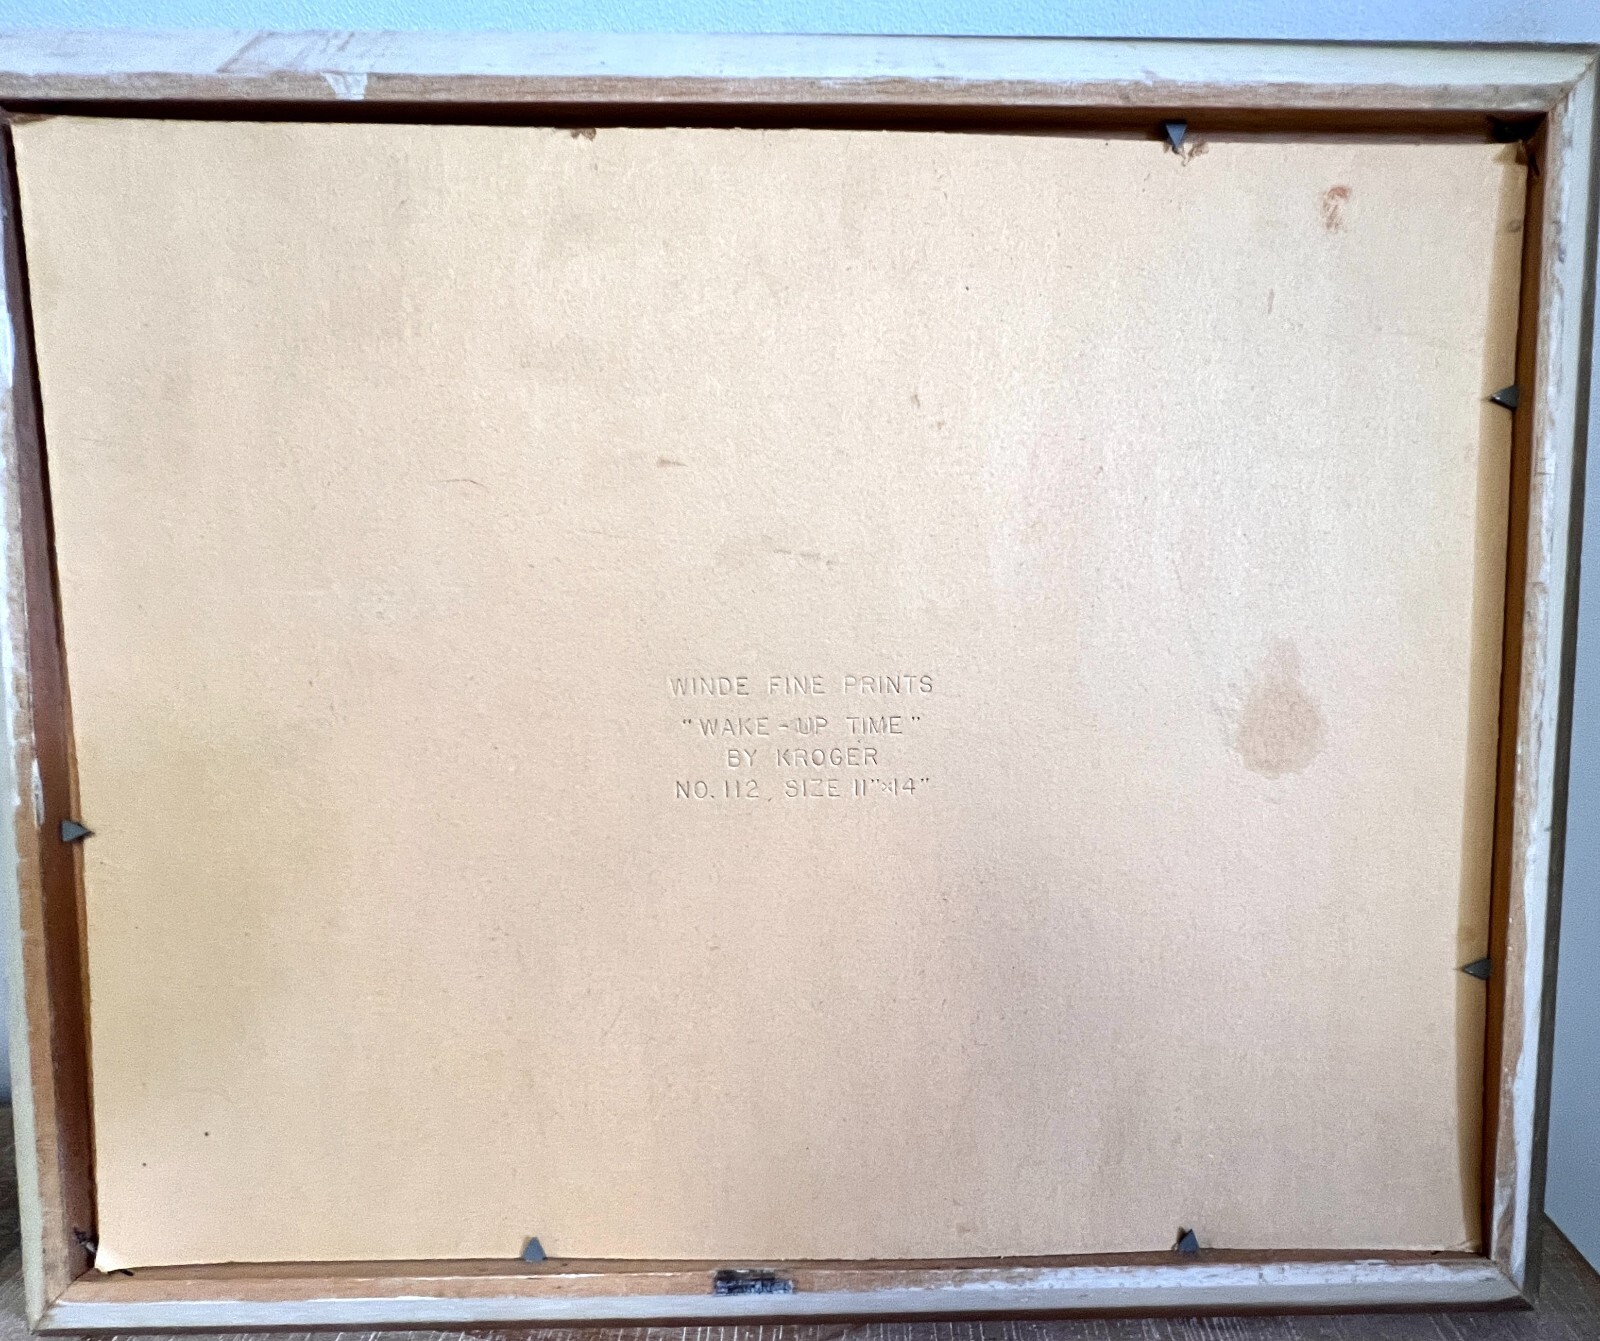 WINDE FINE PRINTS
"WAKE-UP TIME"
BY KROGER
NO. 112, SIZE 11"x14"